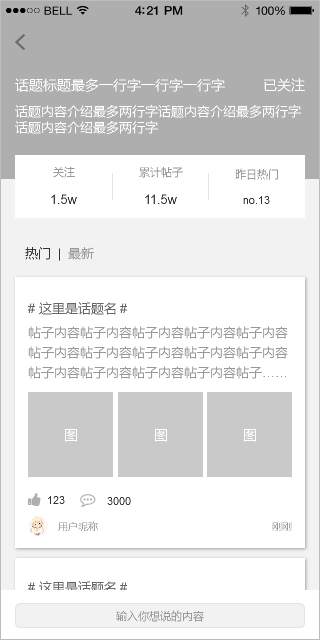 BELL 4:21 PM 100%
话题标题最多一行字一行字一行字 已关注
话题内容介绍最多两行字话题内容介绍最多两行字
话题内容介绍最多两行字
关注 累计帖子 昨日热门
1.5w 11.5w no.13
热门 | 最新
# 这里是话题名 #
帖子内容帖子内容帖子内容帖子内容帖子内容
帖子内容帖子内容帖子内容帖子内容帖子内容
帖子内容帖子内容帖子内容帖子内容帖子……
图 图 图
123 3000
用户昵称 刚刚
# 这里是话题名 #
输入你想说的内容